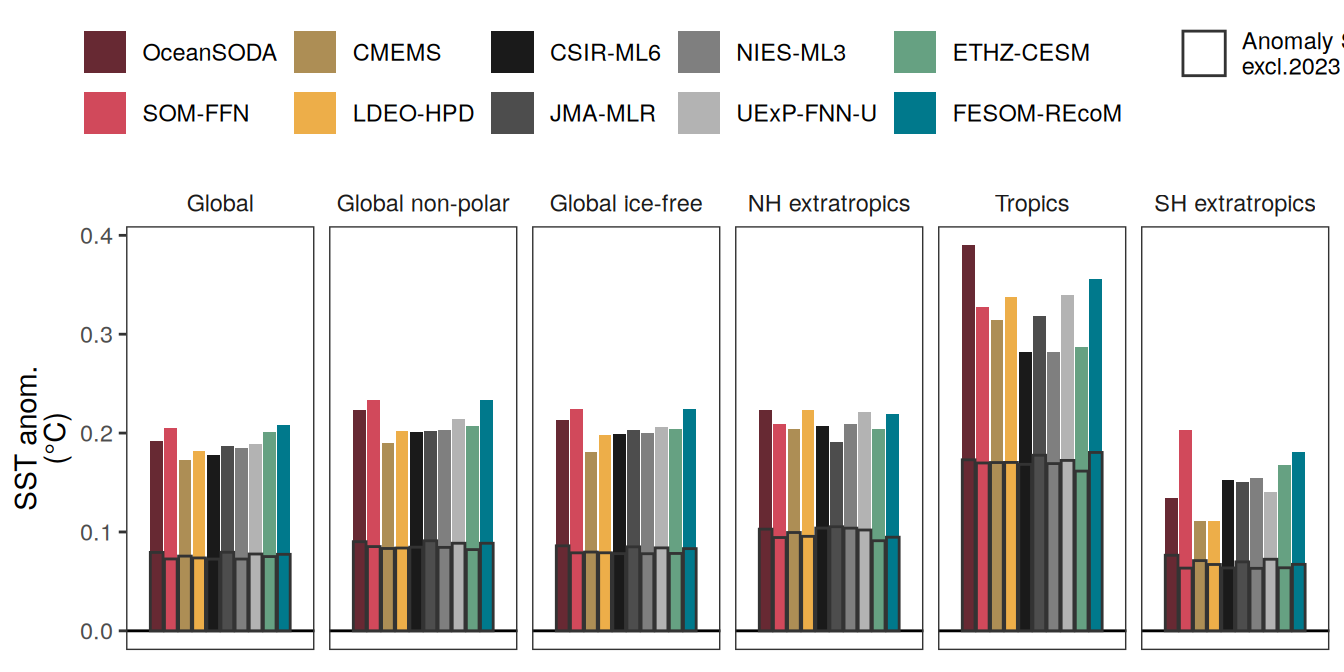 OceanSODA CMEMS CSIR-ML6 NIES-ML3 ETHZ-CESM Anomaly
excl.2023
SOM-FFN LDEO-HPD JMA-MLR UExP-FNN-U FESOM-REcoM
Global Global non-polar Global ice-free NH extratropics Tropics SH extratropics
SST anom.
(°C)
0.4
0.3
0.2
0.1
0.0